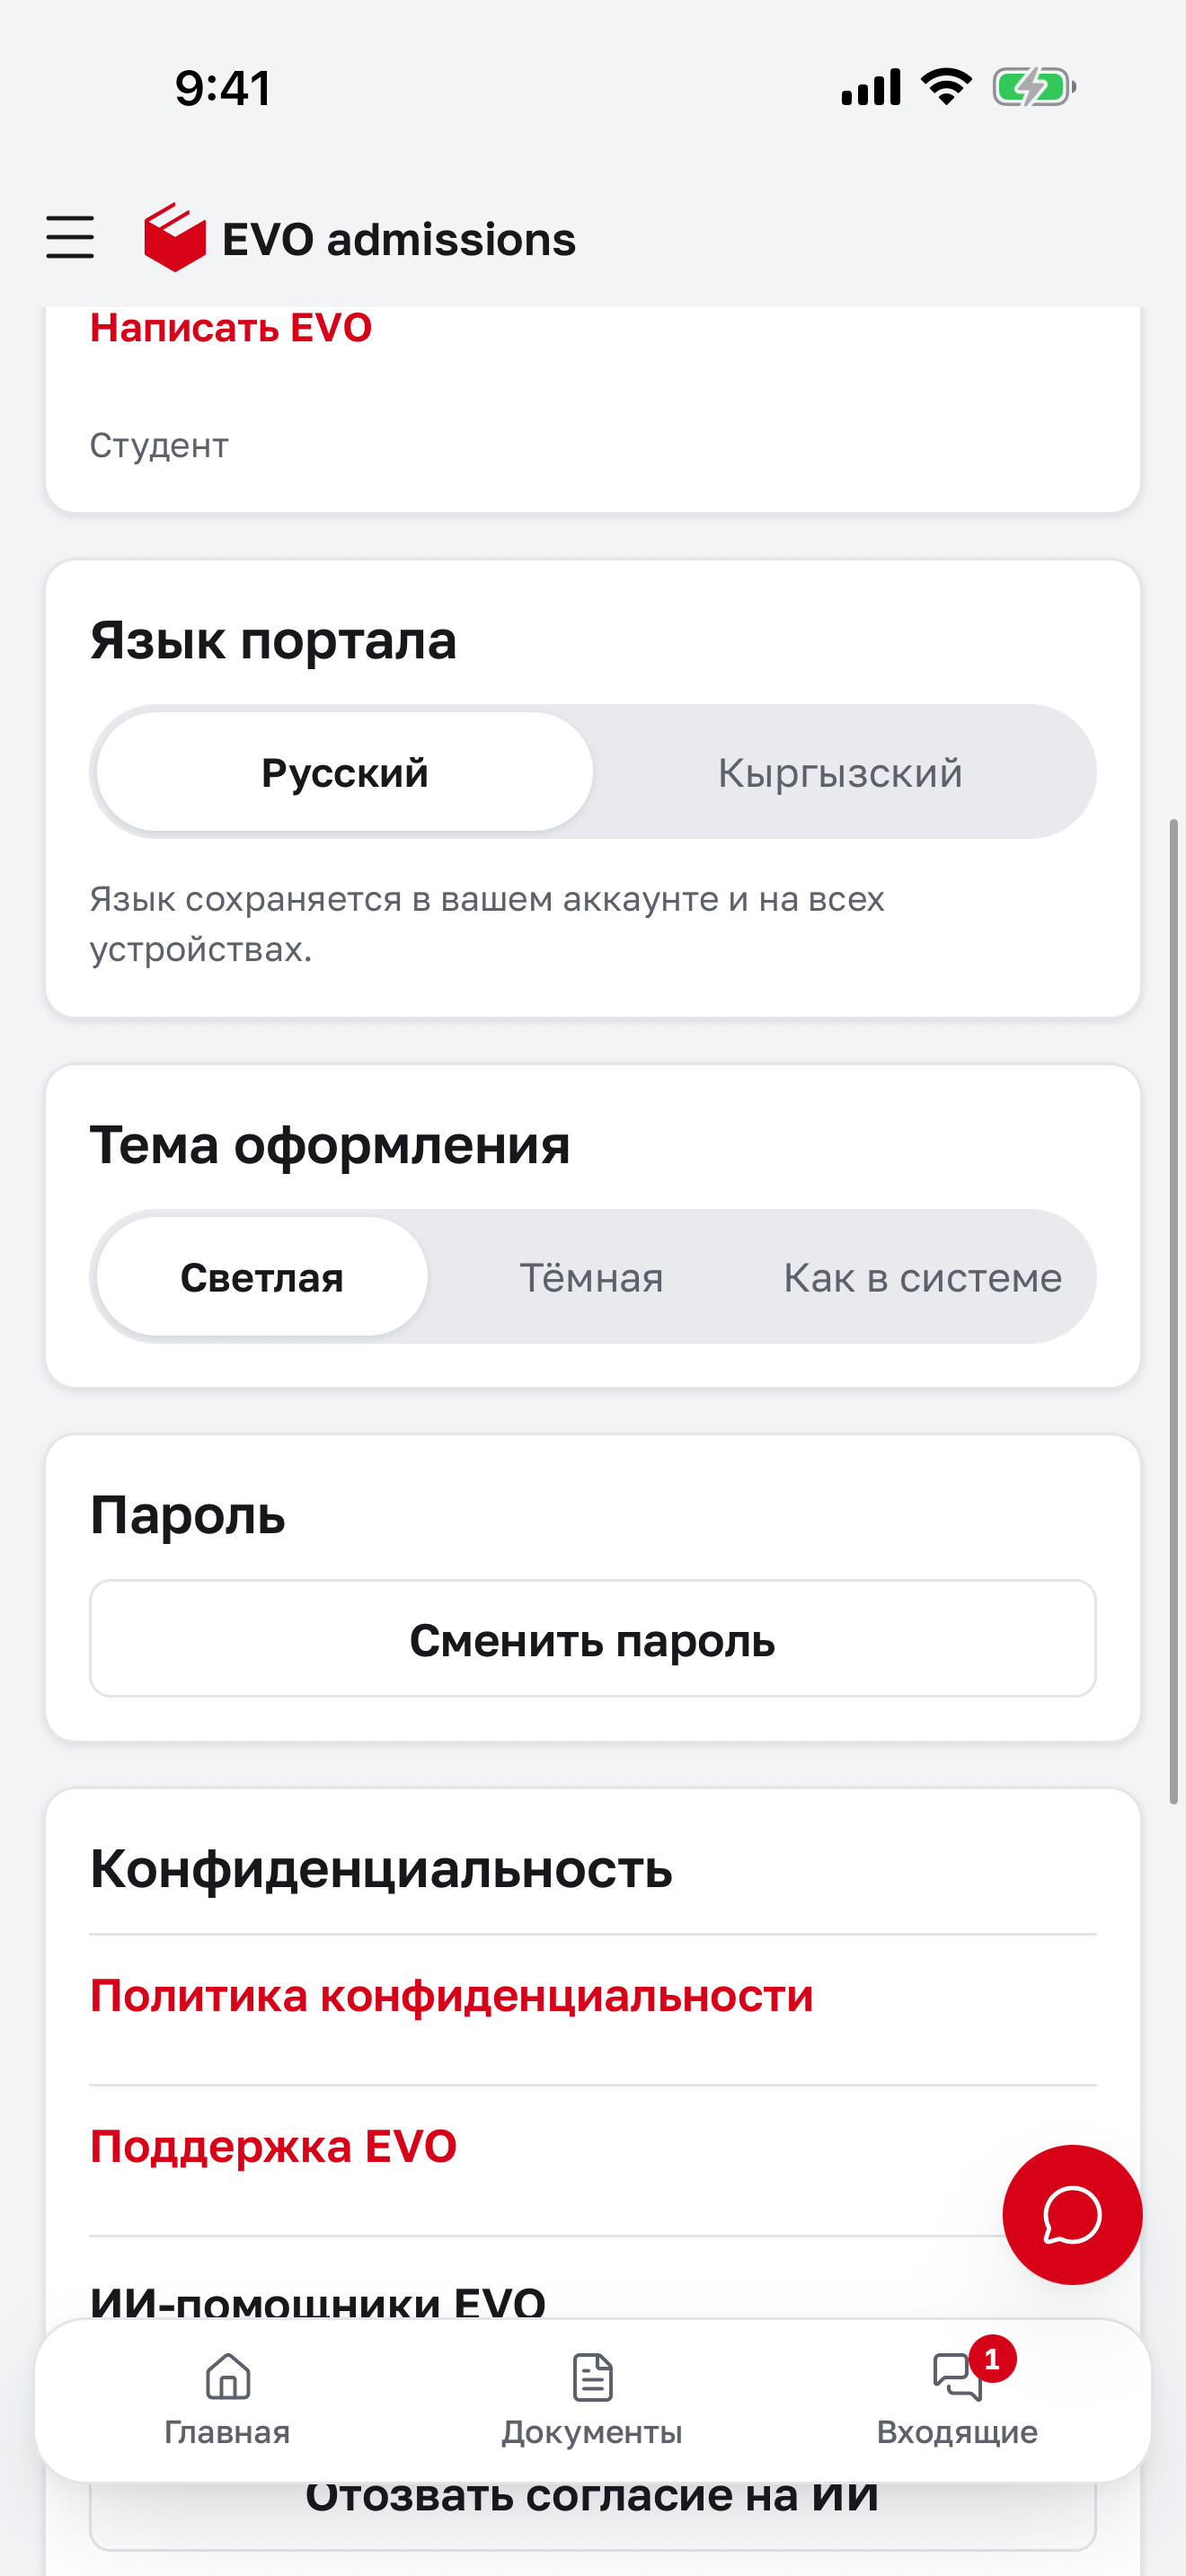 9:41
EVO admissions
Написать EVO
Студент
Язык портала
Русский
Кыргызский
Язык сохраняется в вашем аккаунте и на всех
устройствах.
Тема оформления
Светлая
Тёмная
Как в системе
Пароль
Сменить пароль
Конфиденциальность
Политика конфиденциальности
Поддержка EVO
ИИ-помощники EVO
1
Главная
Документы
Входящие
Отозвать согласие на ИИ